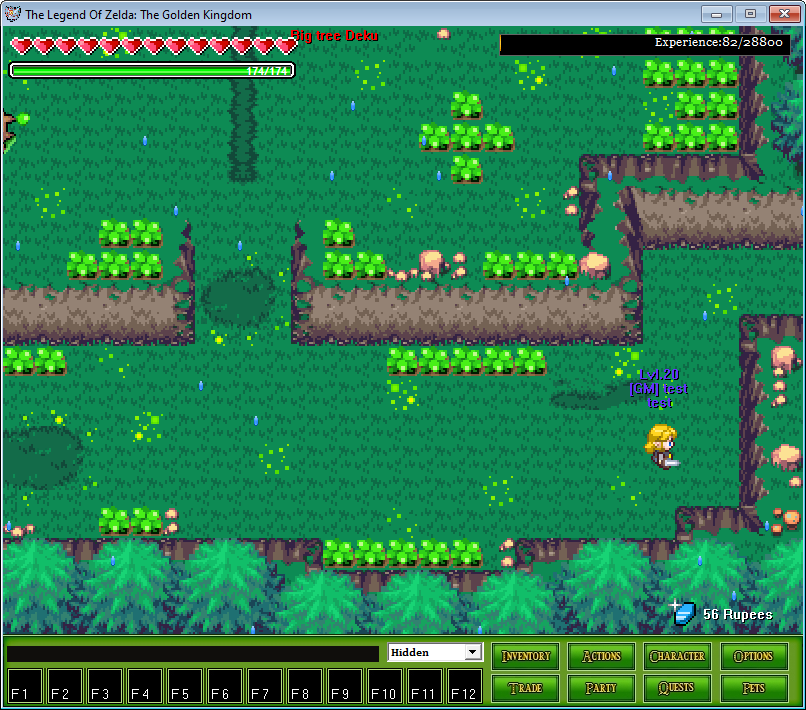 The Legend Of Zelda: The Golden Kingdom
Big tree Deku
Experience:82/28800
174/174
Lvl.20
[GM] test
test
56 Rupees
Hidden
INVENTORY ACTIONS CHARACTER OPTIONS
F1 F2 F3 F4 F5 F6 F7 F8 F9 F10 F11 F12
TRADE PARTY QUESTS PETS